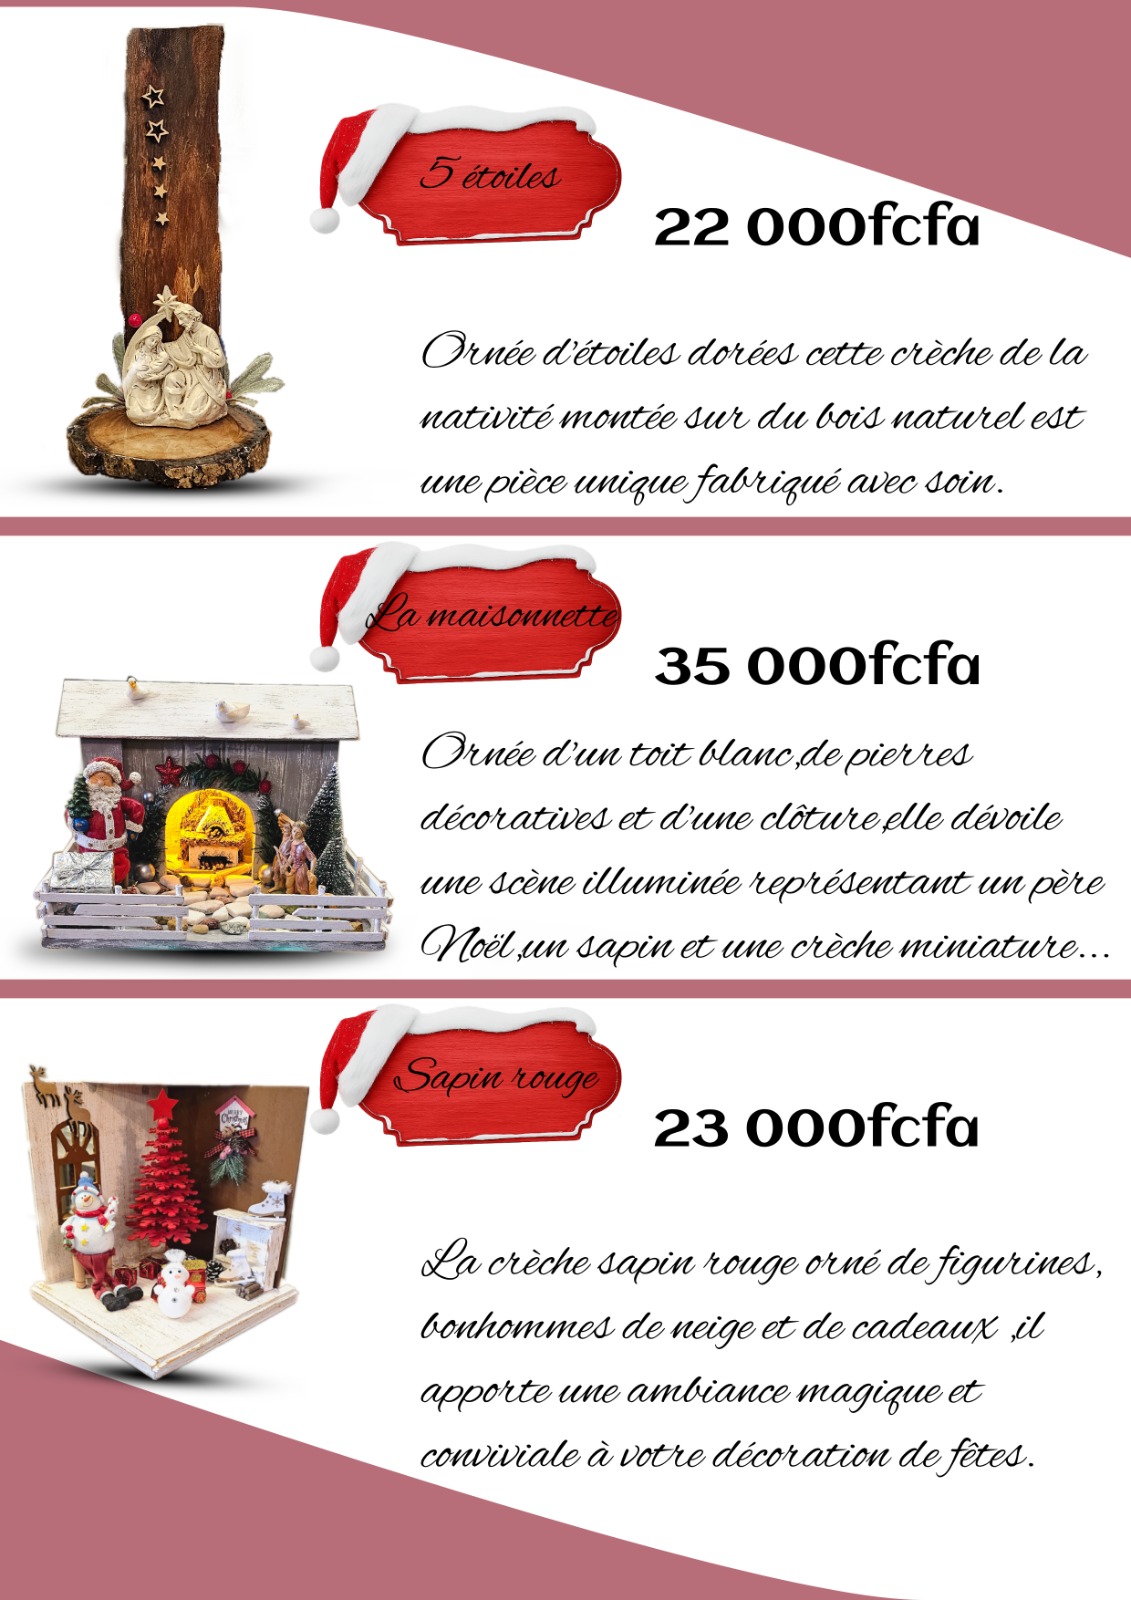 5 étoiles
22 000fcfa
Ornée d'étoiles dorées cette crèche de la
nativité montée sur du bois naturel est
une pièce unique fabriqué avec soin.
La maisonnette
35 000fcfa
Ornée d'un toit blanc,de pierres
décoratives et d'une clôture,elle dévoile
une scène illuminée représentant un père
Noël,un sapin et une crèche miniature...
Sapin rouge
23 000fcfa
Merry
Christmas
La crèche sapin rouge orné de figurines,
bonhommes de neige et de cadeaux ,il
apporte une ambiance magique et
conviviale à votre décoration de fêtes.